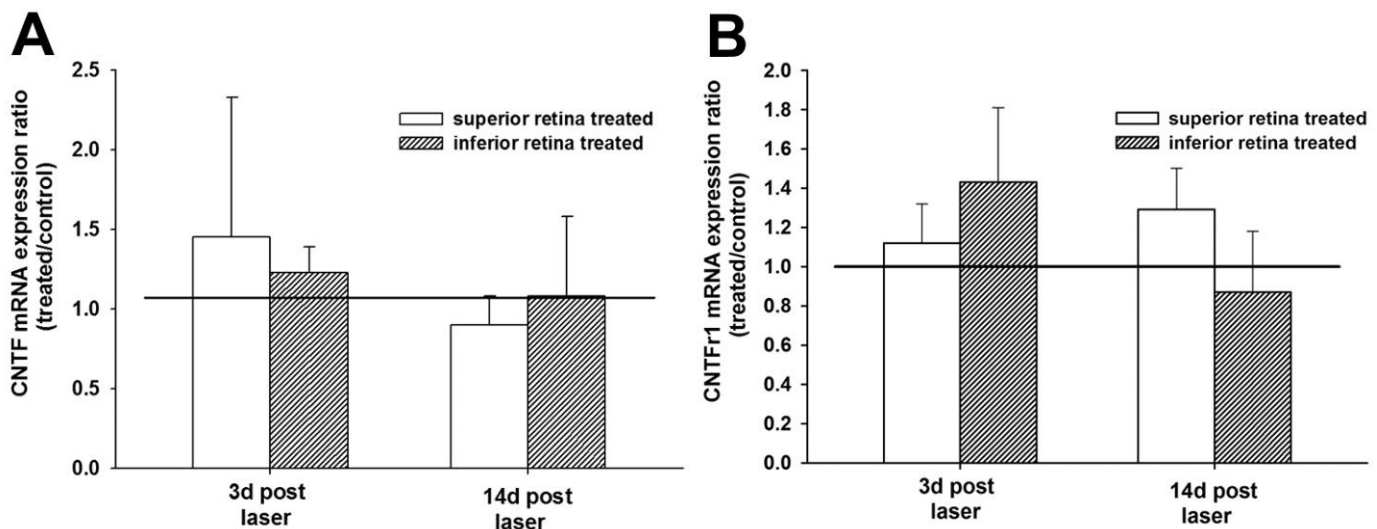 A
CNTF mRNA expression ratio
(treated/control)
2.5
2.0
1.5
1.0
0.5
0.0
superior retina treated
inferior retina treated
3d post
laser
14d post
laser
B
CNTFr1 mRNA expression ratio
(treated/control)
2.0
1.8
1.6
1.4
1.2
1.0
0.8
0.6
0.4
0.2
0.0
superior retina treated
inferior retina treated
3d post
laser
14d post
laser